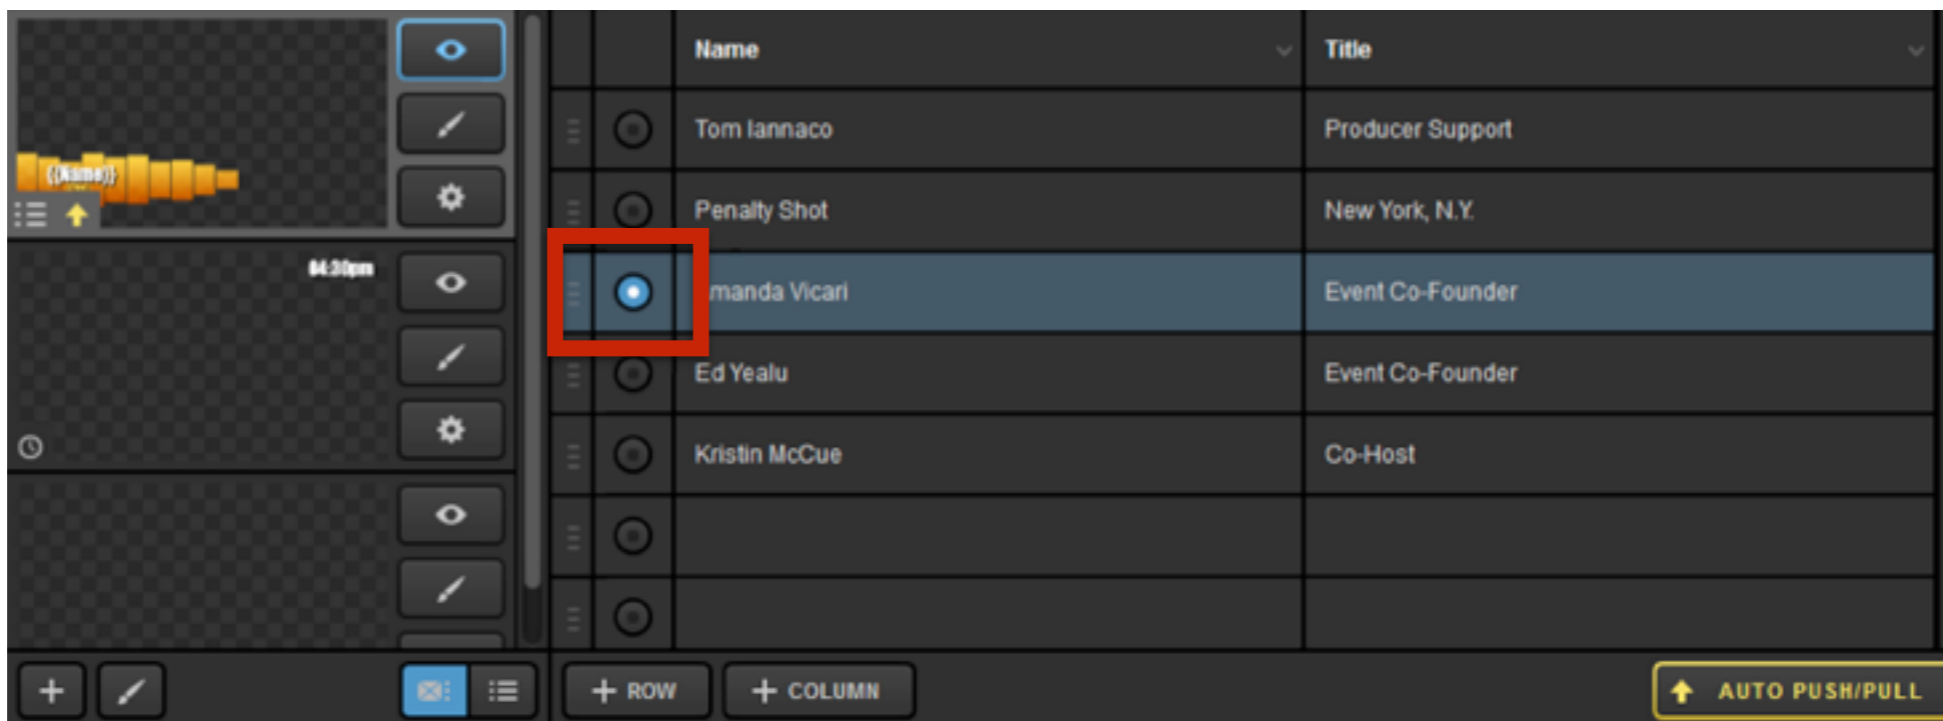 {{Name}}
04:30pm
Name Title
Tom Iannaco Producer Support
Penalty Shot New York, N.Y.
manda Vicari Event Co-Founder
Ed Yealu Event Co-Founder
Kristin McCue Co-Host
+ ROW + COLUMN AUTO PUSH/PULL